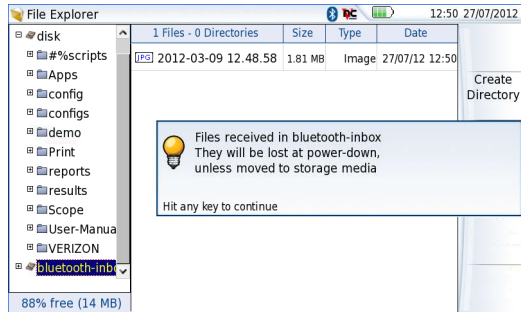 File Explorer 12:50 27/07/2012
disk
#%scripts
Apps
config
configs
demo
Print
reports
results
Scope
User-Manua
VERIZON
bluetooth-inbo
88% free (14 MB)
1 Files - 0 Directories Size Type Date
JPG 2012-03-09 12.48.58 1.81 MB Image 27/07/12 12:50
Files received in bluetooth-inbox
They will be lost at power-down,
unless moved to storage media
Hit any key to continue
Create
Directory